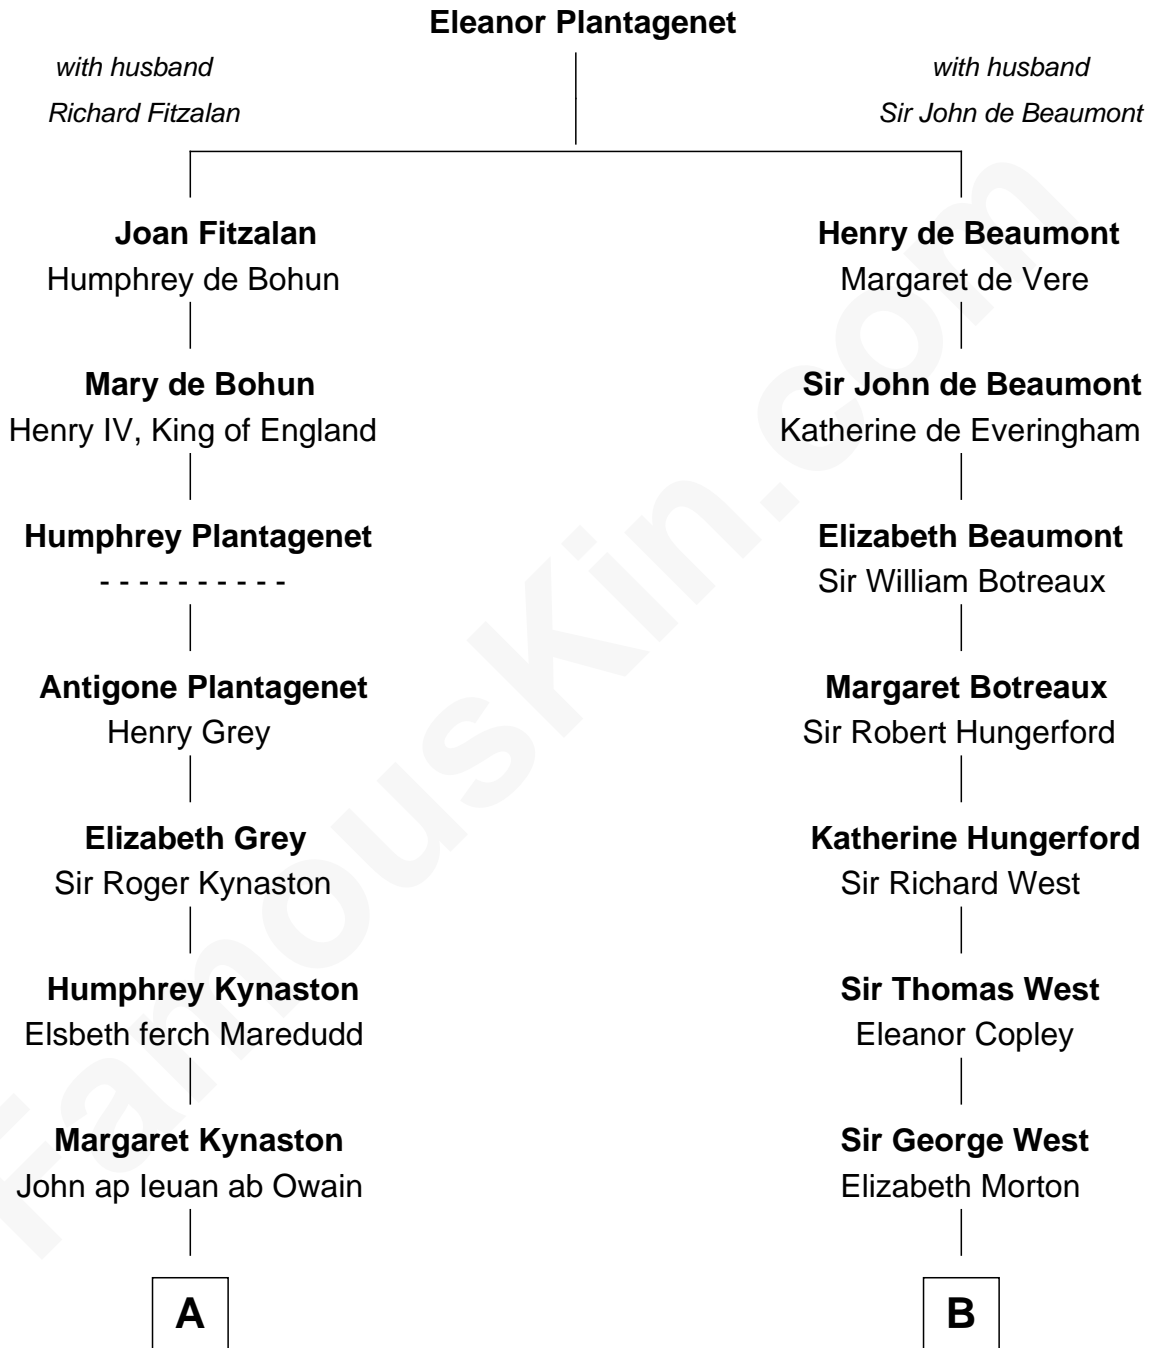 Eleanor Plantagenet
with husband
Richard Fitzalan
with husband
Sir John de Beaumont
Joan Fitzalan
Humphrey de Bohun
Henry de Beaumont
Margaret de Vere
Mary de Bohun
Henry IV, King of England
Sir John de Beaumont
Katherine de Everingham
Humphrey Plantagenet
- - - - - - - - - -
Elizabeth Beaumont
Sir William Botreaux
Antigone Plantagenet
Henry Grey
Margaret Botreaux
Sir Robert Hungerford
Elizabeth Grey
Sir Roger Kynaston
Katherine Hungerford
Sir Richard West
Humphrey Kynaston
Elsbeth ferch Maredudd
Sir Thomas West
Eleanor Copley
Margaret Kynaston
John ap Ieuan ab Owain
Sir George West
Elizabeth Morton
A
B
FamousKin.com